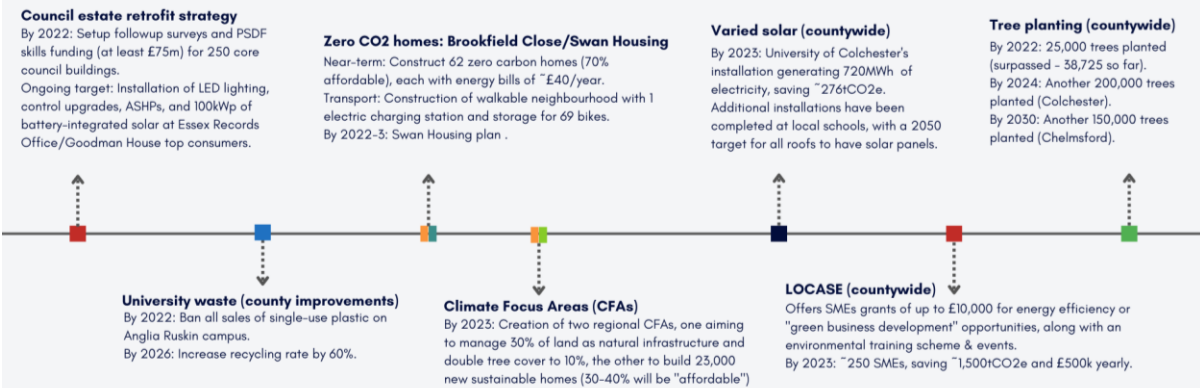 Council estate retrofit strategy
By 2022: Setup followup surveys and PSDF
skills funding (at least £75m) for 250 core
council buildings.
Ongoing target: Installation of LED lighting,
control upgrades, ASHPs, and 100kWp of
battery-integrated solar at Essex Records
Office/Goodman House top consumers.
Zero CO2 homes: Brookfield Close/Swan Housing
Near-term: Construct 62 zero carbon homes (70%
affordable), each with energy bills of ~£40/year.
Transport: Construction of walkable neighbourhood with 1
electric charging station and storage for 69 bikes.
By 2022-3: Swan Housing plan .
Varied solar (countywide)
By 2023: University of Colchester's
installation generating 720MWh of
electricity, saving ~276tCO2e.
Additional installations have been
completed at local schools, with a 2050
target for all roofs to have solar panels.
Tree planting (countywide)
By 2022: 25,000 trees planted
(surpassed - 38,725 so far).
By 2024: Another 200,000 trees
planted (Colchester).
By 2030: Another 150,000 trees
planted (Chelmsford).
University waste (county improvements)
By 2022: Ban all sales of single-use plastic on
Anglia Ruskin campus.
By 2026: Increase recycling rate by 60%.
Climate Focus Areas (CFAs)
By 2023: Creation of two regional CFAs, one aiming
to manage 30% of land as natural infrastructure and
double tree cover to 10%, the other to build 23,000
new sustainable homes (30-40% will be "affordable")
LOCASE (countywide)
Offers SMEs grants of up to £10,000 for energy efficiency or
"green business development" opportunities, along with an
environmental training scheme & events.
By 2023: ~250 SMEs, saving ~1,500tCO2e and £500k yearly.